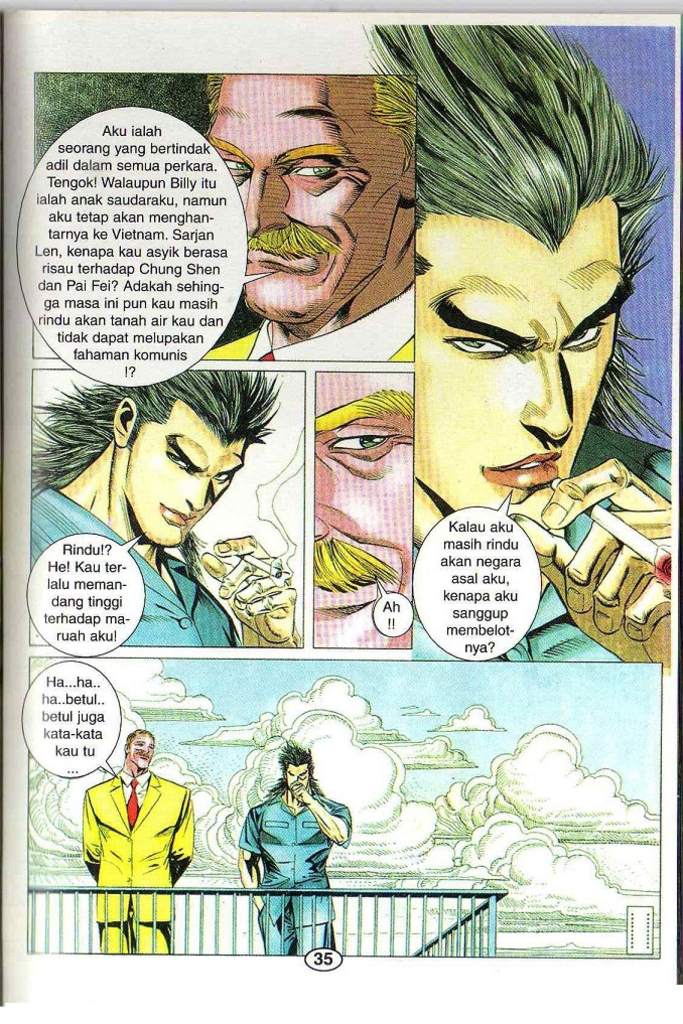 Aku ialah
seorang yang bertindak
adil dalam semua perkara.
Tengok! Walaupun Billy itu
ialah anak saudaraku, namun
aku tetap akan menghan-
tarnya ke Vietnam. Sarjan
Len, kenapa kau asyik berasa
risau terhadap Chung Shen
dan Pai Fei? Adakah sehing-
ga masa ini pun kau masih
rindu akan tanah air kau dan
tidak dapat melupakan
fahaman komunis
!?
Rindu!?
He! Kau ter-
lalu meman-
dang tinggi
terhadap ma-
ruah aku!
Ah
!!
Kalau aku
masih rindu
akan negara
asal aku,
kenapa aku
sanggup
membelot-
nya?
Ha...ha..
ha..betul..
betul juga
kata-kata
kau tu
...
35